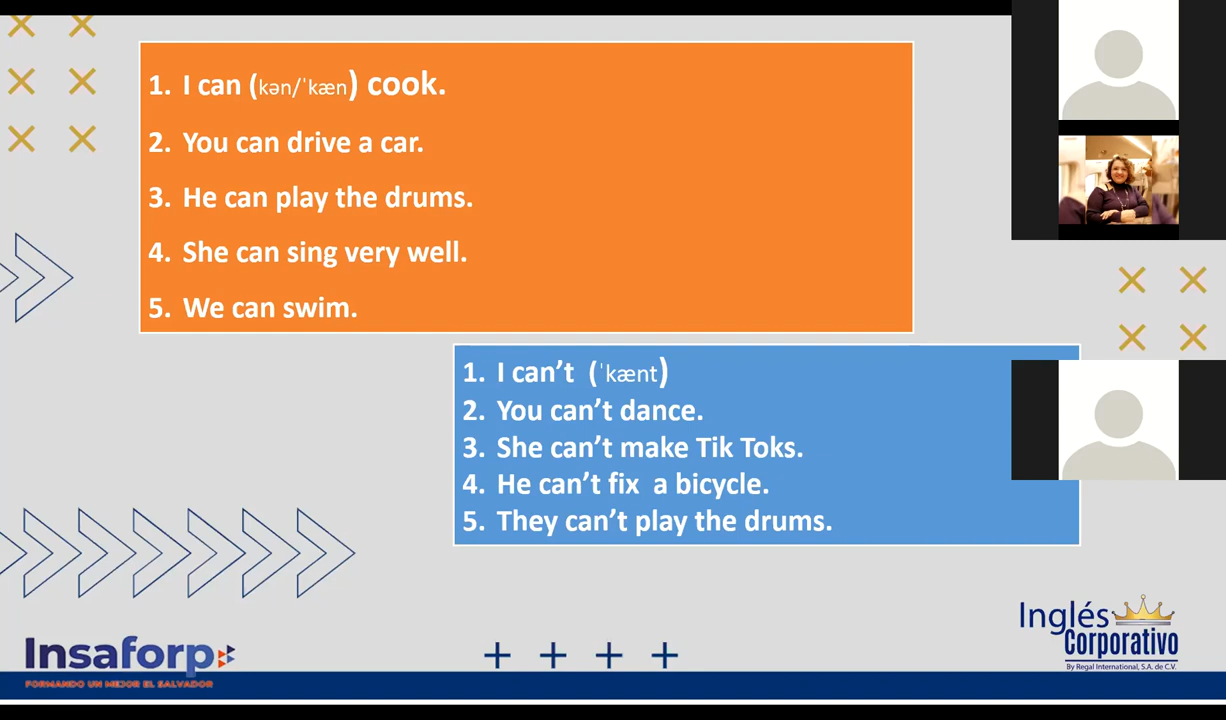 1. I can (kən/ˈkæn) cook.
2. You can drive a car.
3. He can play the drums.
4. She can sing very well.
5. We can swim.
1. I can’t (ˈkænt)
2. You can’t dance.
3. She can’t make Tik Toks.
4. He can’t fix a bicycle.
5. They can’t play the drums.
Inglés
Corporativo
By Regal International, S.A. de C.V.
Insaforp
FORMANDO UN MEJOR EL SALVADOR